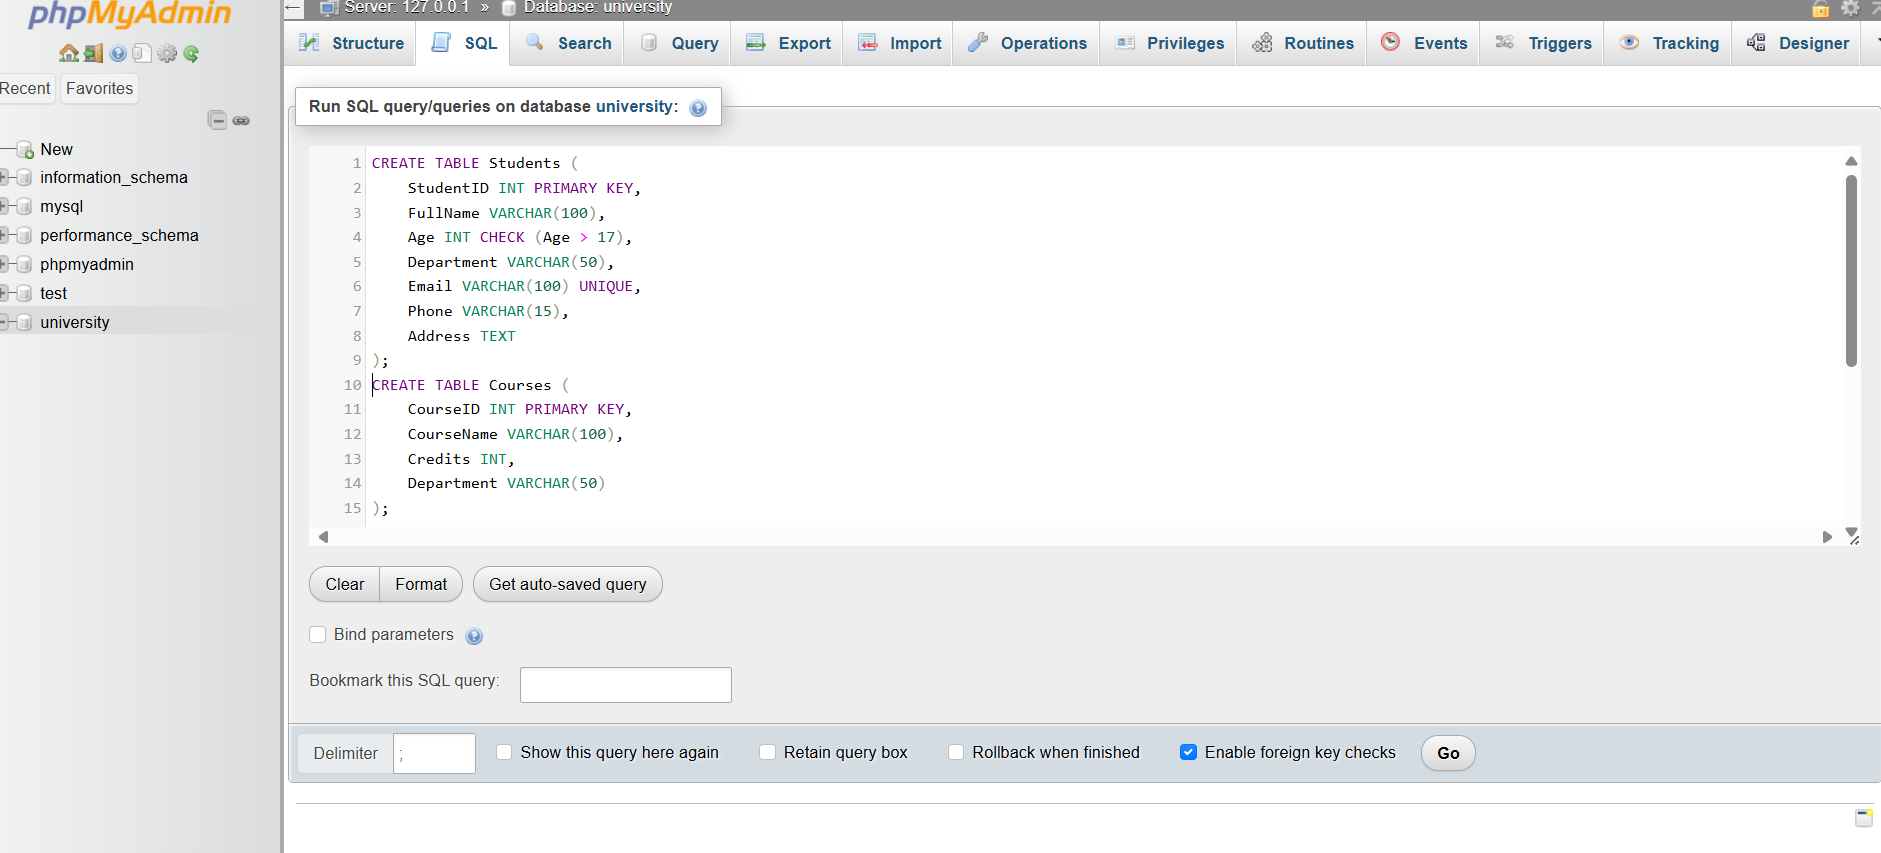 phpMyAdmin
Server: 127.0.0.1 » Database: university
Structure SQL Search Query Export Import Operations Privileges Routines Events Triggers Tracking Designer
Recent Favorites
New
information_schema
mysql
performance_schema
phpmyadmin
test
university
Run SQL query/queries on database university:
1 CREATE TABLE Students (
2 StudentID INT PRIMARY KEY,
3 FullName VARCHAR(100),
4 Age INT CHECK (Age > 17),
5 Department VARCHAR(50),
6 Email VARCHAR(100) UNIQUE,
7 Phone VARCHAR(15),
8 Address TEXT
9 );
10 CREATE TABLE Courses (
11 CourseID INT PRIMARY KEY,
12 CourseName VARCHAR(100),
13 Credits INT,
14 Department VARCHAR(50)
15 );
Clear Format Get auto-saved query
Bind parameters
Bookmark this SQL query:
Delimiter ; Show this query here again Retain query box Rollback when finished Enable foreign key checks Go